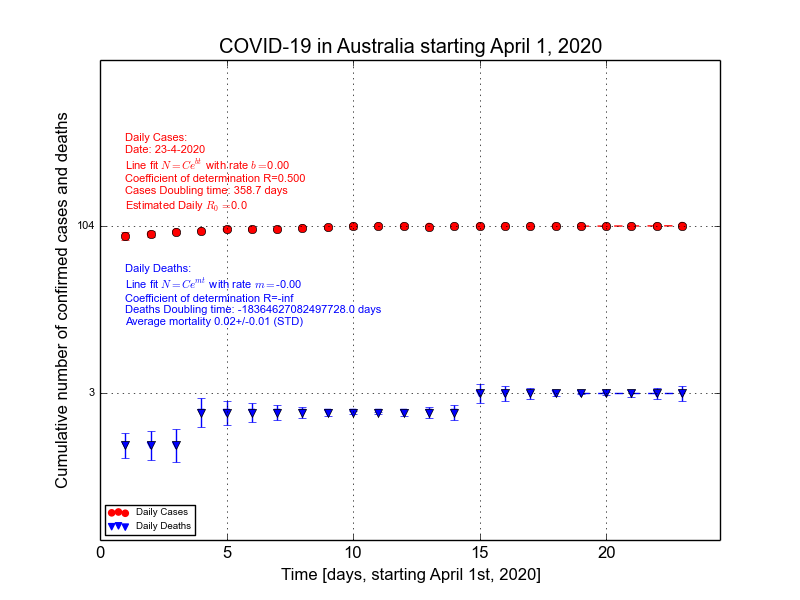 COVID-19 in Australia starting April 1, 2020
Cumulative number of confirmed cases and deaths
Daily Cases:
Date: 23-4-2020
Line fit N = Ce^{bt} with rate b =0.00
Coefficient of determination R=0.500
Cases Doubling time: 358.7 days
Estimated Daily R_0 =0.0
104
Daily Deaths:
Line fit N = Ce^{mt} with rate m =-0.00
Coefficient of determination R=-inf
Deaths Doubling time: -18364627082497728.0 days
Average mortality 0.02+/-0.01 (STD)
3
Daily Cases
Daily Deaths
0 5 10 15 20
Time [days, starting April 1st, 2020]